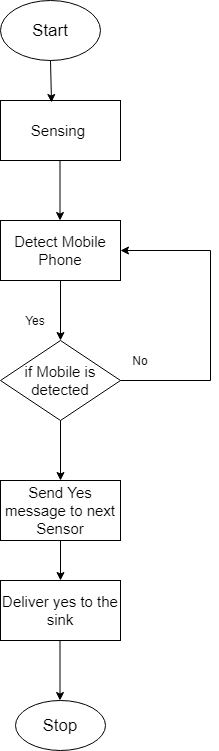 Start
Sensing
Detect Mobile
Phone
Yes
No
if Mobile is
detected
Send Yes
message to next
Sensor
Deliver yes to the
sink
Stop